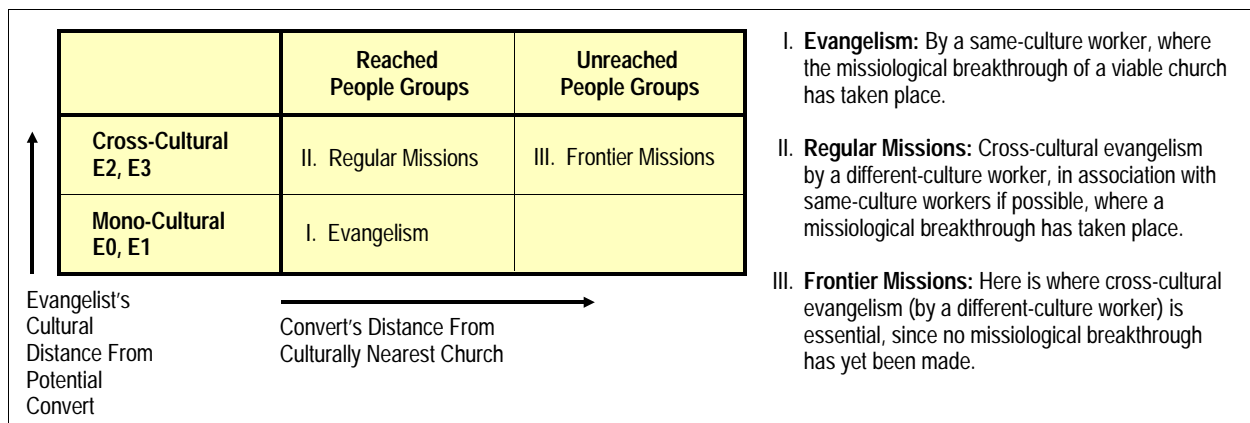 Reached
People Groups
Unreached
People Groups
Cross-Cultural
E2, E3
II. Regular Missions
III. Frontier Missions
Mono-Cultural
E0, E1
I. Evangelism
Evangelist's
Cultural
Distance From
Potential
Convert
Convert's Distance From
Culturally Nearest Church
I. Evangelism: By a same-culture worker, where
the missiological breakthrough of a viable church
has taken place.
II. Regular Missions: Cross-cultural evangelism
by a different-culture worker, in association with
same-culture workers if possible, where a
missiological breakthrough has taken place.
III. Frontier Missions: Here is where cross-cultural
evangelism (by a different-culture worker) is
essential, since no missiological breakthrough
has yet been made.